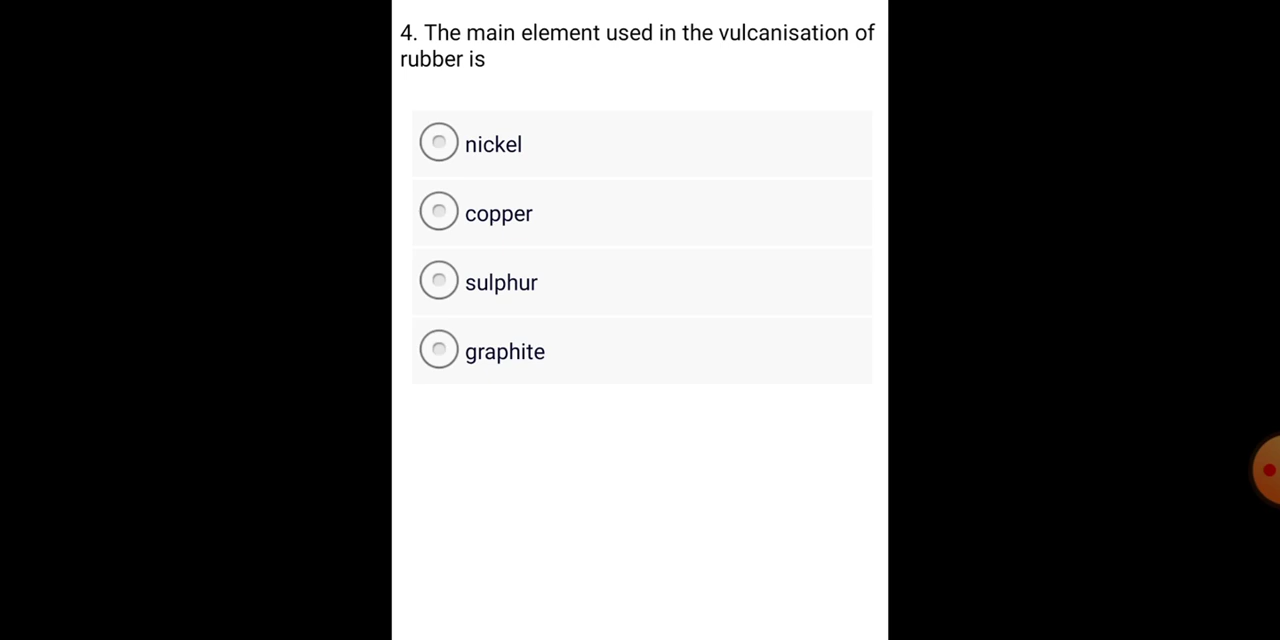 4. The main element used in the vulcanisation of
rubber is
nickel
copper
sulphur
graphite